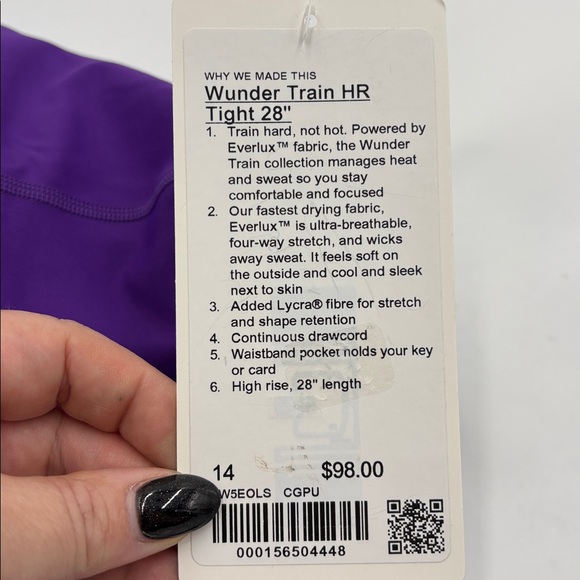 WHY WE MADE THIS
Wunder Train HR
Tight 28"
1. Train hard, not hot. Powered by
Everlux™ fabric, the Wunder
Train collection manages heat
and sweat so you stay
comfortable and focused
2. Our fastest drying fabric,
Everlux™ is ultra-breathable,
four-way stretch, and wicks
away sweat. It feels soft on
the outside and cool and sleek
next to skin
3. Added Lycra® fibre for stretch
and shape retention
4. Continuous drawcord
5. Waistband pocket holds your key
or card
6. High rise, 28" length
14 $98.00
CGPU
000156504448